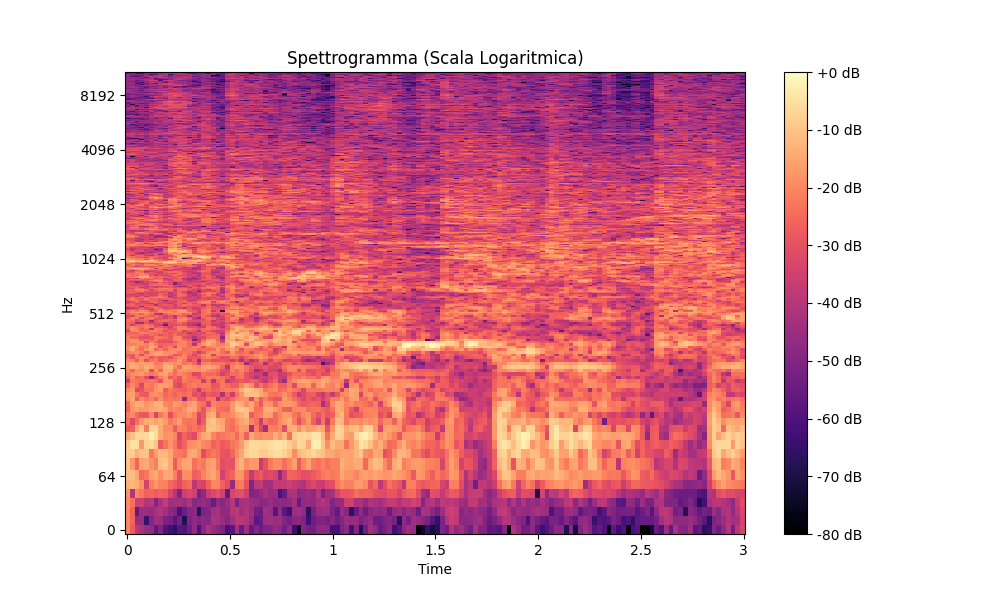 Spettrogramma (Scala Logaritmica)
8192
4096
2048
1024
512
256
128
64
0
Hz
0
0.5
1
1.5
2
2.5
3
Time
+0 dB
-10 dB
-20 dB
-30 dB
-40 dB
-50 dB
-60 dB
-70 dB
-80 dB